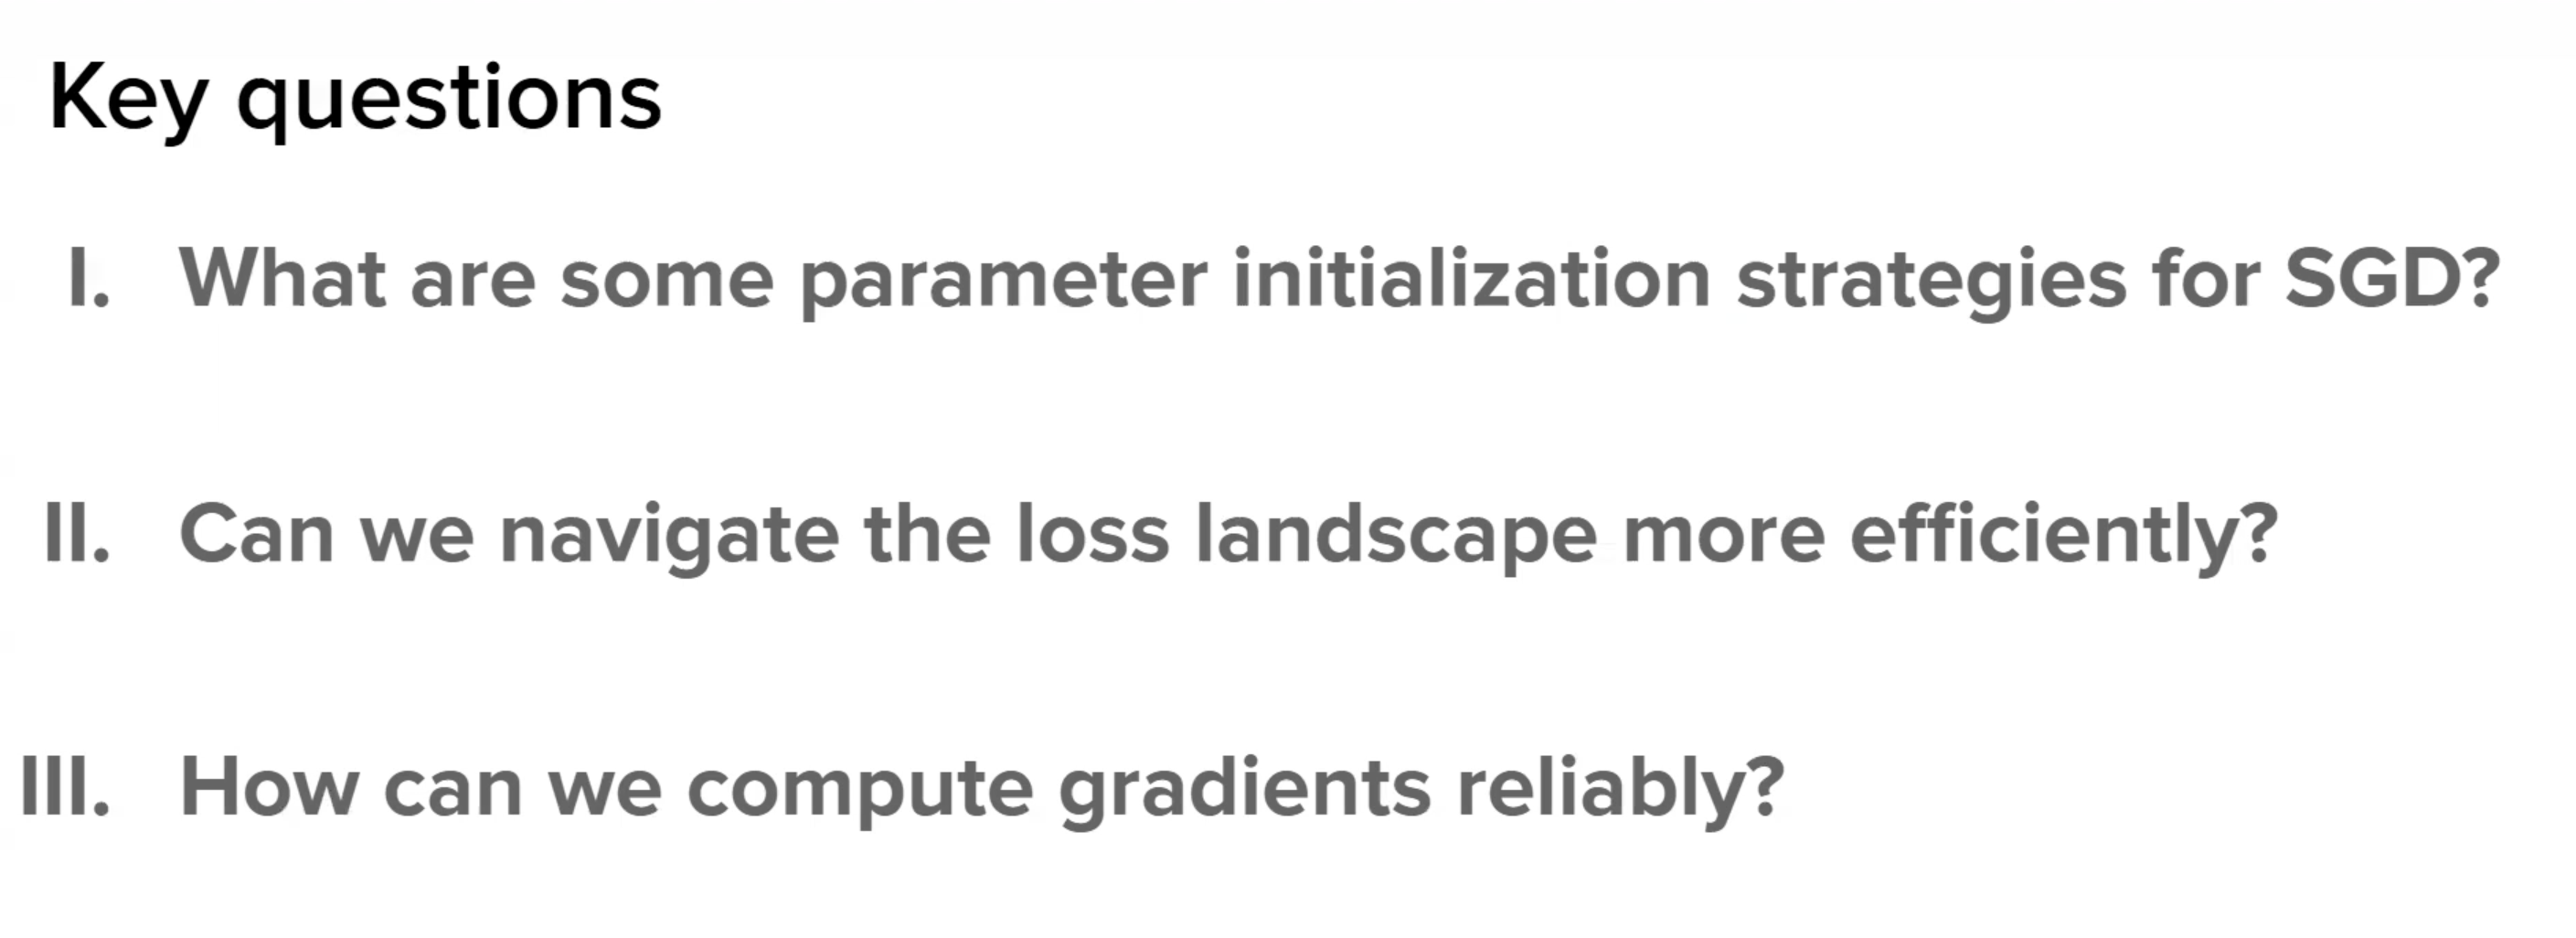 Key questions
I. What are some parameter initialization strategies for SGD?
II. Can we navigate the loss landscape more efficiently?
III. How can we compute gradients reliably?